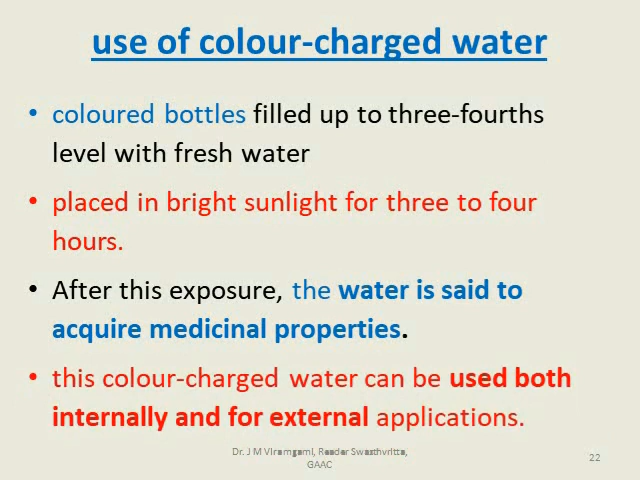 use of colour-charged water
• coloured bottles filled up to three-fourths
level with fresh water
• placed in bright sunlight for three to four
hours.
• After this exposure, the water is said to
acquire medicinal properties.
• this colour-charged water can be used both
internally and for external applications.
Dr. J M Viramgami, Reader Swasthvritta,
GAAC
22